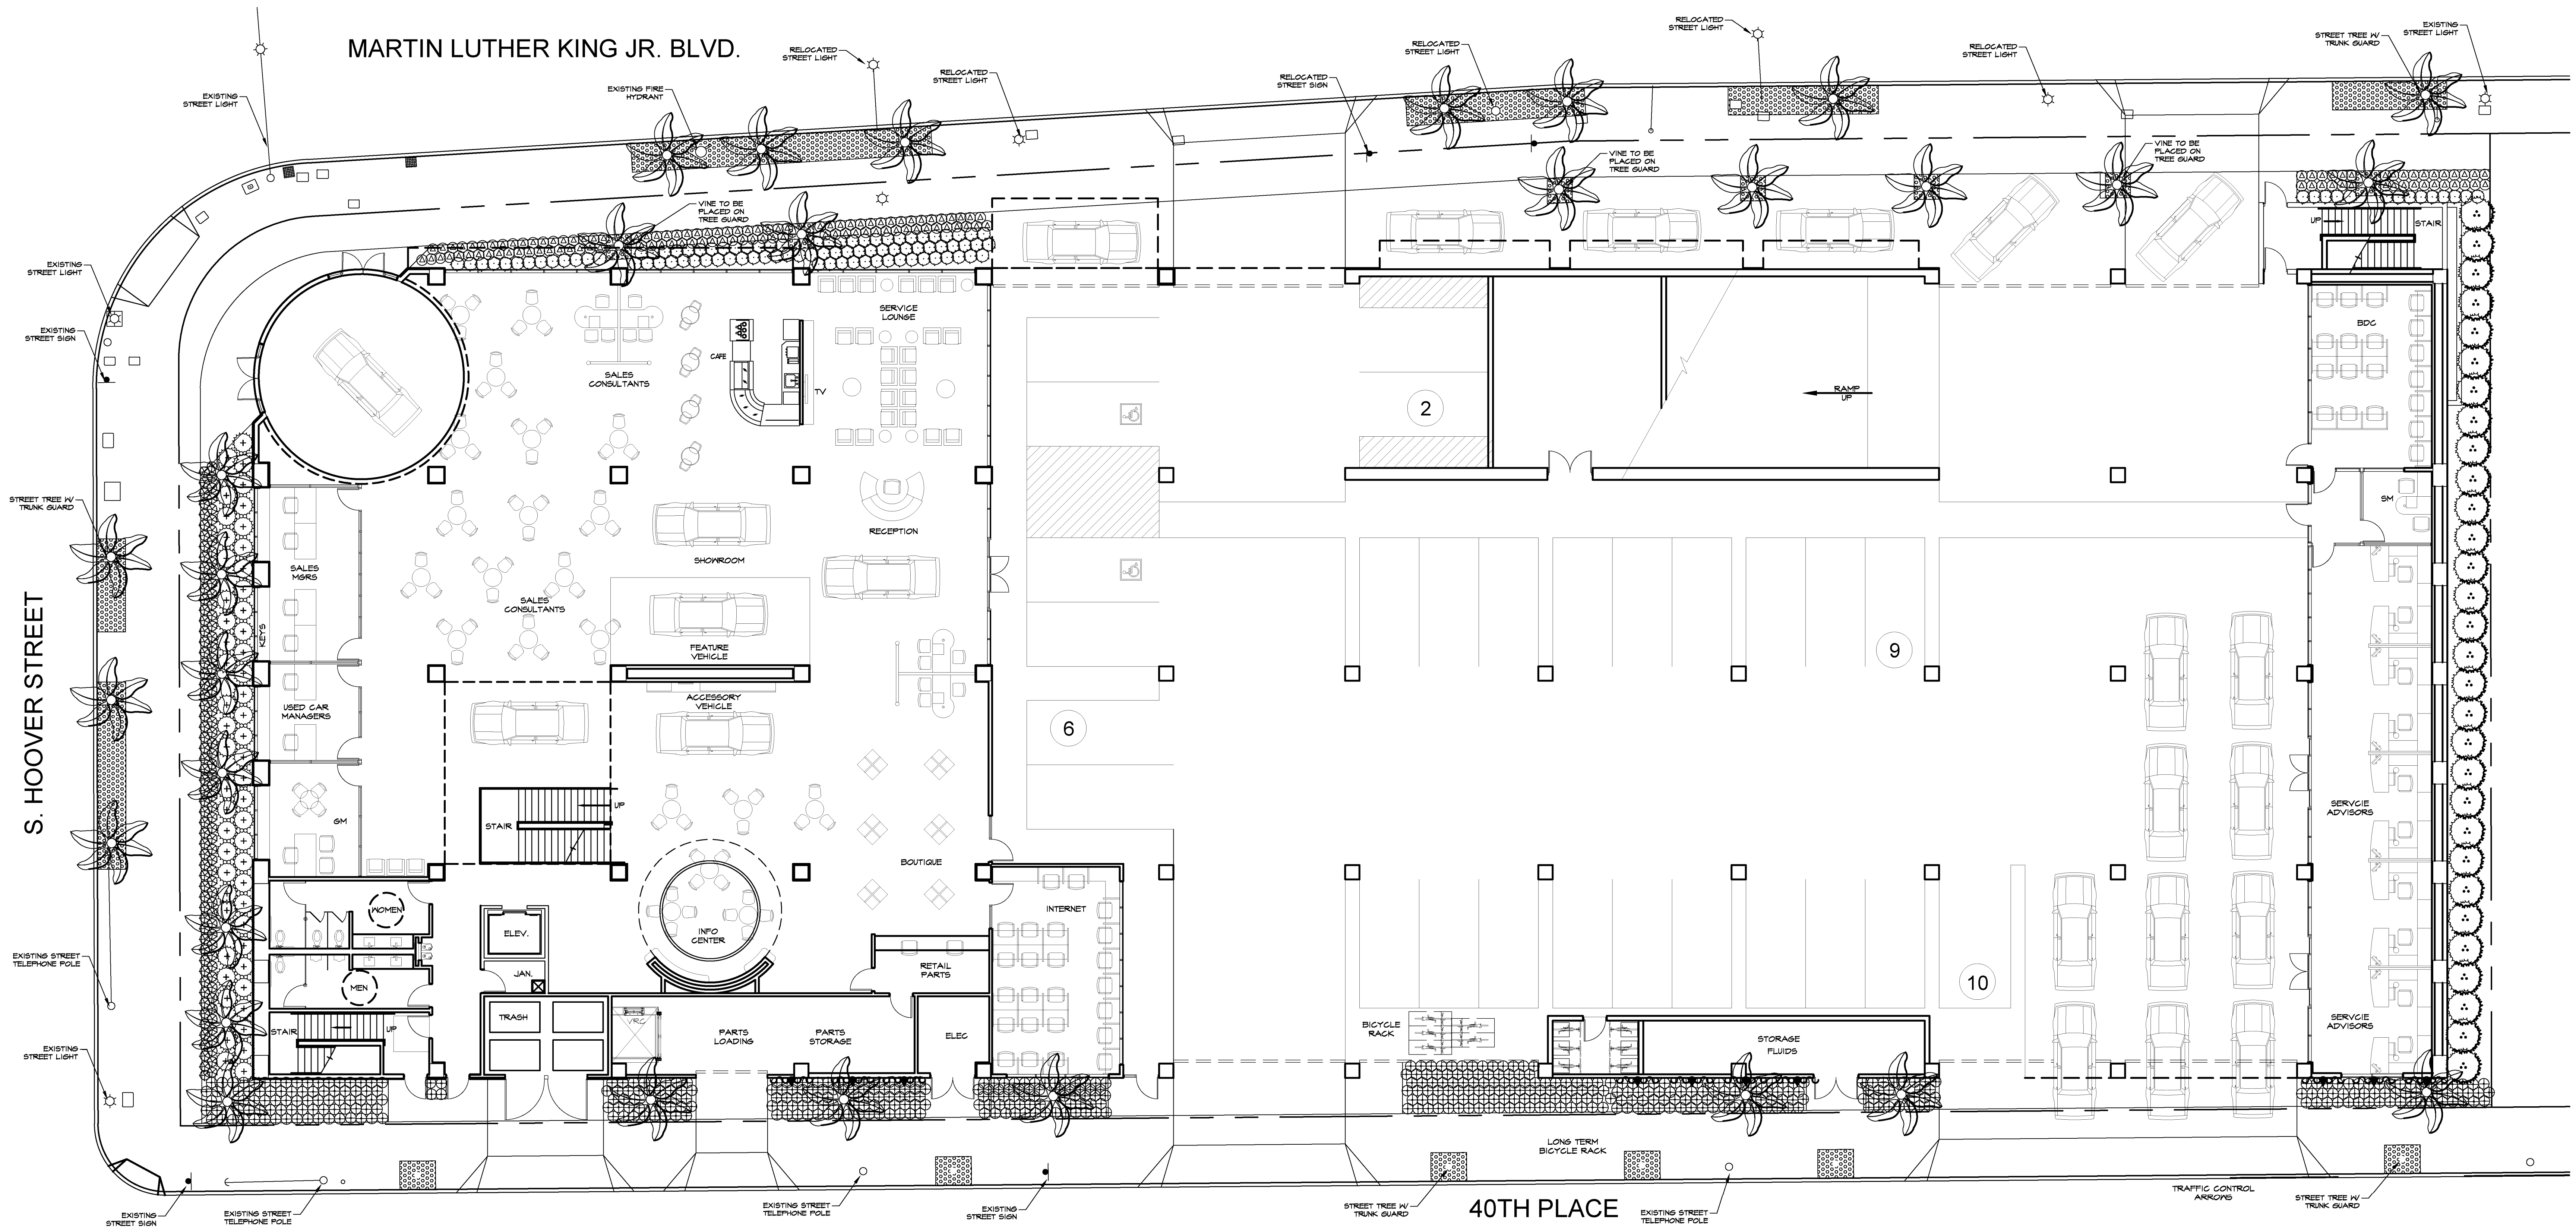 RELOCATED
STREET LIGHT
EXISTING
STREET LIGHT
MARTIN LUTHER KING JR. BLVD.
RELOCATED
STREET LIGHT
RELOCATED
STREET LIGHT
RELOCATED
STREET LIGHT
STREET TREE W/
TRUNK GUARD
RELOCATED
STREET LIGHT
RELOCATED
STREET SIGN
EXISTING
STREET LIGHT
EXISTING FIRE
HYDRANT
VINE TO BE
PLACED ON
TREE GUARD
VINE TO BE
PLACED ON
TREE GUARD
VINE TO BE
PLACED ON
TREE GUARD
UP
STAIR
EXISTING
STREET LIGHT
EXISTING
STREET SIGN
SERVICE
LOUNGE
BDC
CAFE
SALES
CONSULTANTS
TV
RAMP
UP
2
STREET TREE W/
TRUNK GUARD
SM
RECEPTION
SHOWROOM
SALES
MGRS
SALES
CONSULTANTS
KEYS
S. HOOVER STREET
FEATURE
VEHICLE
9
ACCESSORY
VEHICLE
USED CAR
MANAGERS
6
GM
STAIR
UP
SERVCIE
ADVISORS
BOUTIQUE
WOMEN
INTERNET
ELEV.
INFO
CENTER
EXISTING STREET
TELEPHONE POLE
JAN.
RETAIL
PARTS
MEN
10
TRASH
VRC
STAIR
UP
PARTS
LOADING
PARTS
STORAGE
ELEC
BICYCLE
RACK
STORAGE
FLUIDS
SERVCIE
ADVISORS
EXISTING
STREET LIGHT
LONG TERM
BICYCLE RACK
EXISTING
STREET SIGN
EXISTING STREET
TELEPHONE POLE
EXISTING STREET
TELEPHONE POLE
EXISTING
STREET SIGN
STREET TREE W/
TRUNK GUARD
40TH PLACE
EXISTING STREET
TELEPHONE POLE
TRAFFIC CONTROL
ARROWS
STREET TREE W/
TRUNK GUARD